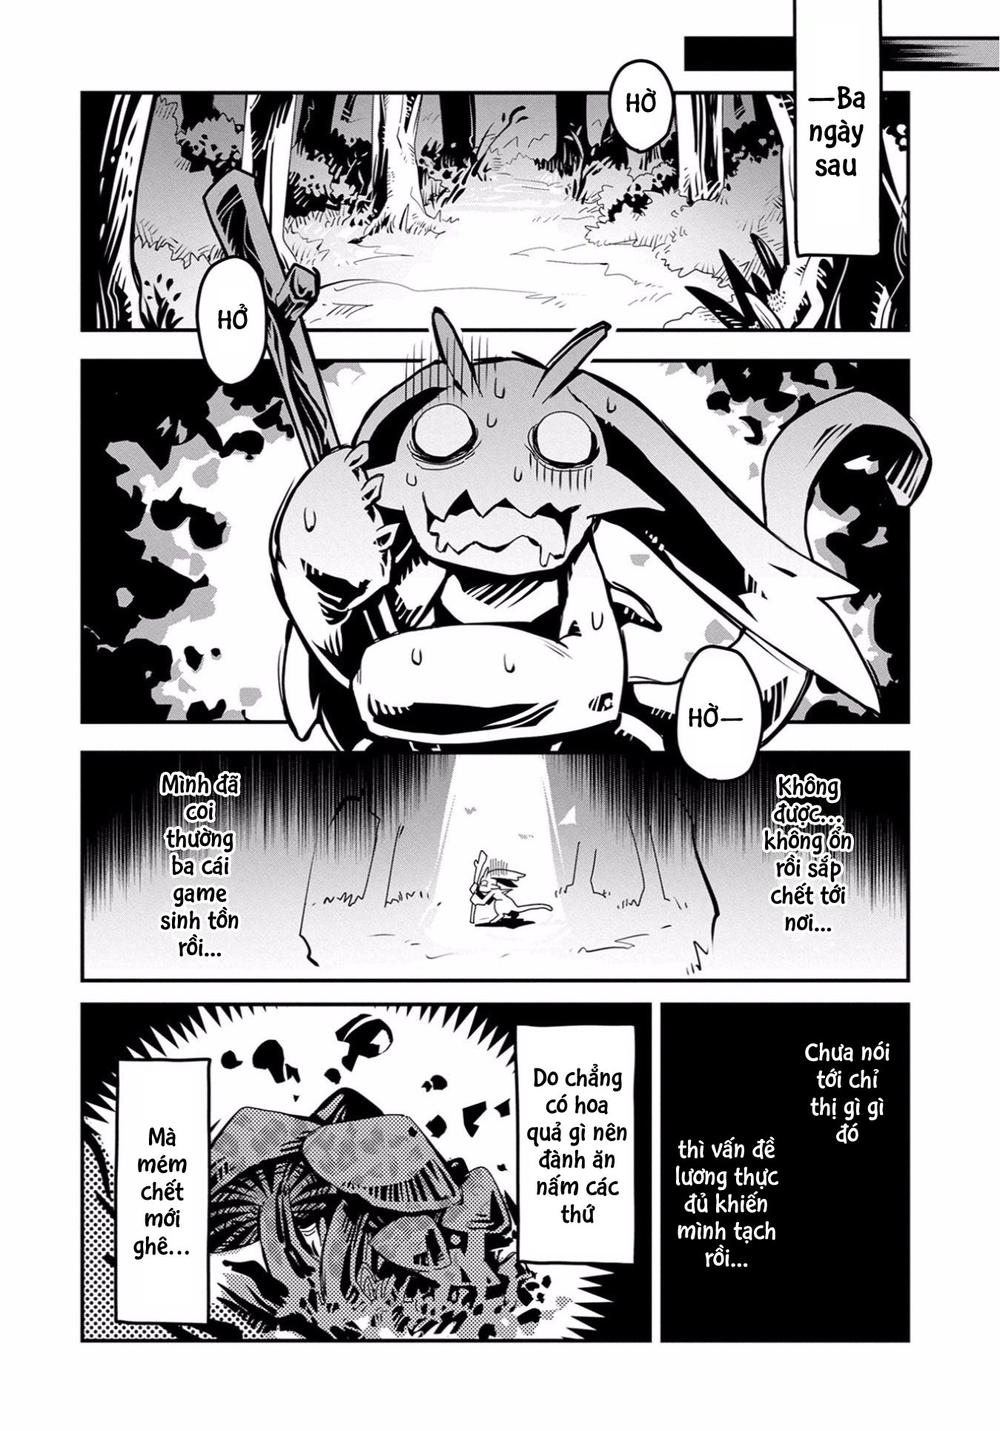 —Ba
ngày
sau
HỜ
HỞ
HỜ—
Không
được...
không ổn
rồi sắp
chết tới
nơi...
Mình đã
coi
thường
ba cái
game
sinh tồn
rồi...
Chưa nói
tới chỉ
thị gì gì
đó
thì vấn đề
lương thực
đủ khiến
mình tạch
rồi...
Do chẳng
có hoa
quả gì nên
đành ăn
nấm các
thứ
Mà
mém
chết
mới
ghê...